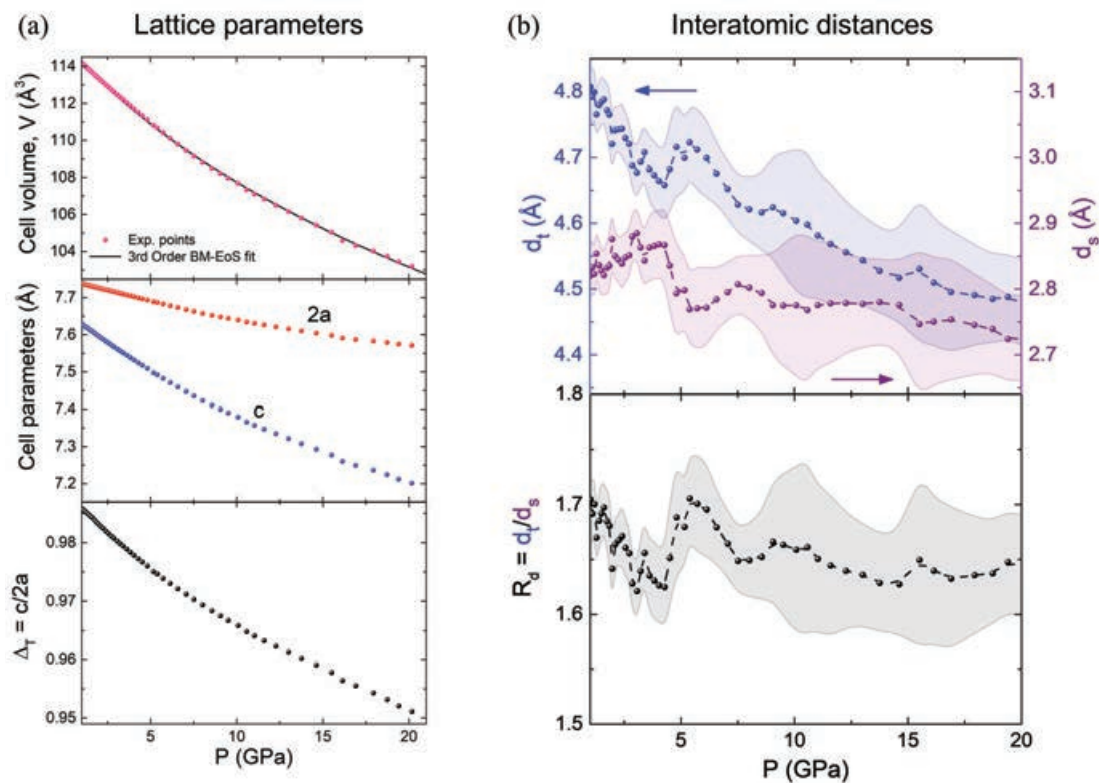 (a)
Lattice parameters
Cell volume, V (Å³)
114
112
110
108
106
104
Exp. points
3rd Order BM-EoS fit
Cell parameters (Å)
7.7
7.6
7.5
7.4
7.3
7.2
2a
c
Δ_T = c/2a
0.98
0.97
0.96
0.95
5
10
15
20
P (GPa)
(b)
Interatomic distances
d_t (Å)
4.8
4.7
4.6
4.5
4.4
3.1
3.0
2.9
2.8
2.7
d_s (Å)
R_d = d_t/d_s
1.8
1.7
1.6
1.5
5
10
15
20
P (GPa)